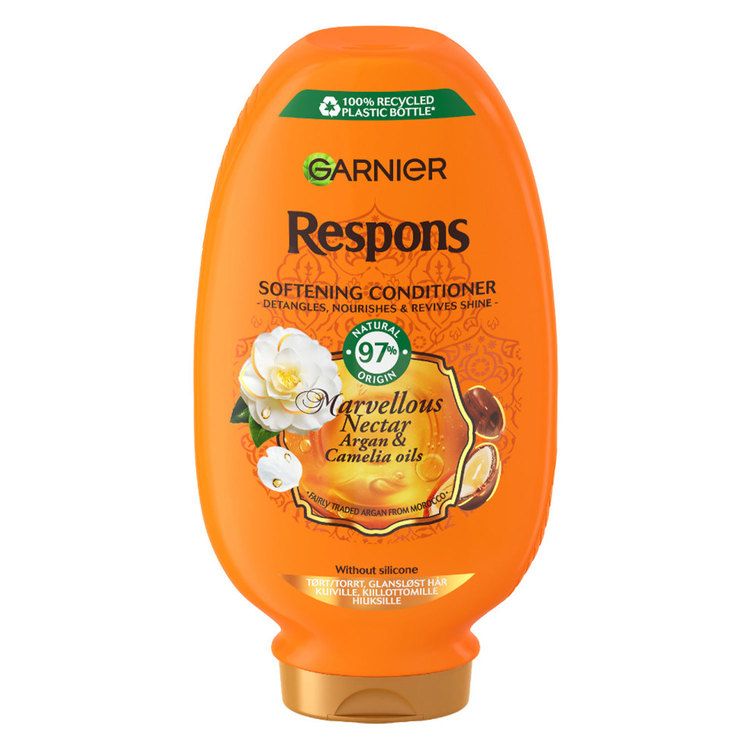 100% RECYCLED
PLASTIC BOTTLE*
GARNIER
Respons
SOFTENING CONDITIONER
- DETANGLES, NOURISHES & REVIVES SHINE -
NATURAL
97%
ORIGIN
Marvellous
Nectar
Argan &
Camelia oils
• FAIRLY TRADED ARGAN FROM MOROCCO •
Without silicone
TØRT/TORRT, GLANSLØST HÅR
KUIVILLE, KIILLOTTOMILLE
HIUKSILLE